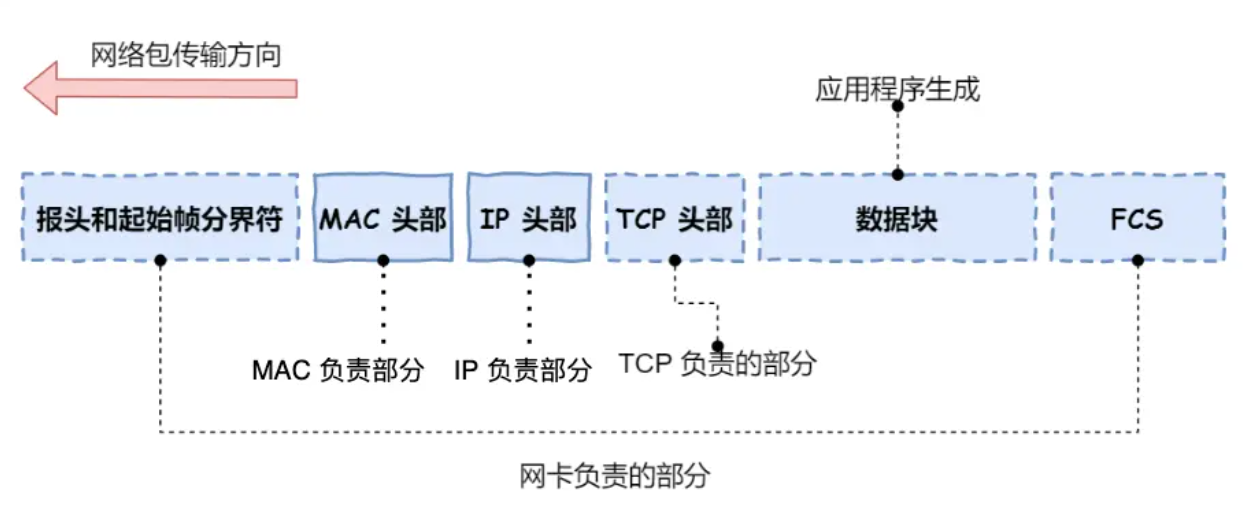 网络包传输方向
应用程序生成
报头和起始帧分界符
MAC 头部
IP 头部
TCP 头部
数据块
FCS
MAC 负责部分
IP 负责部分
TCP 负责的部分
网卡负责的部分